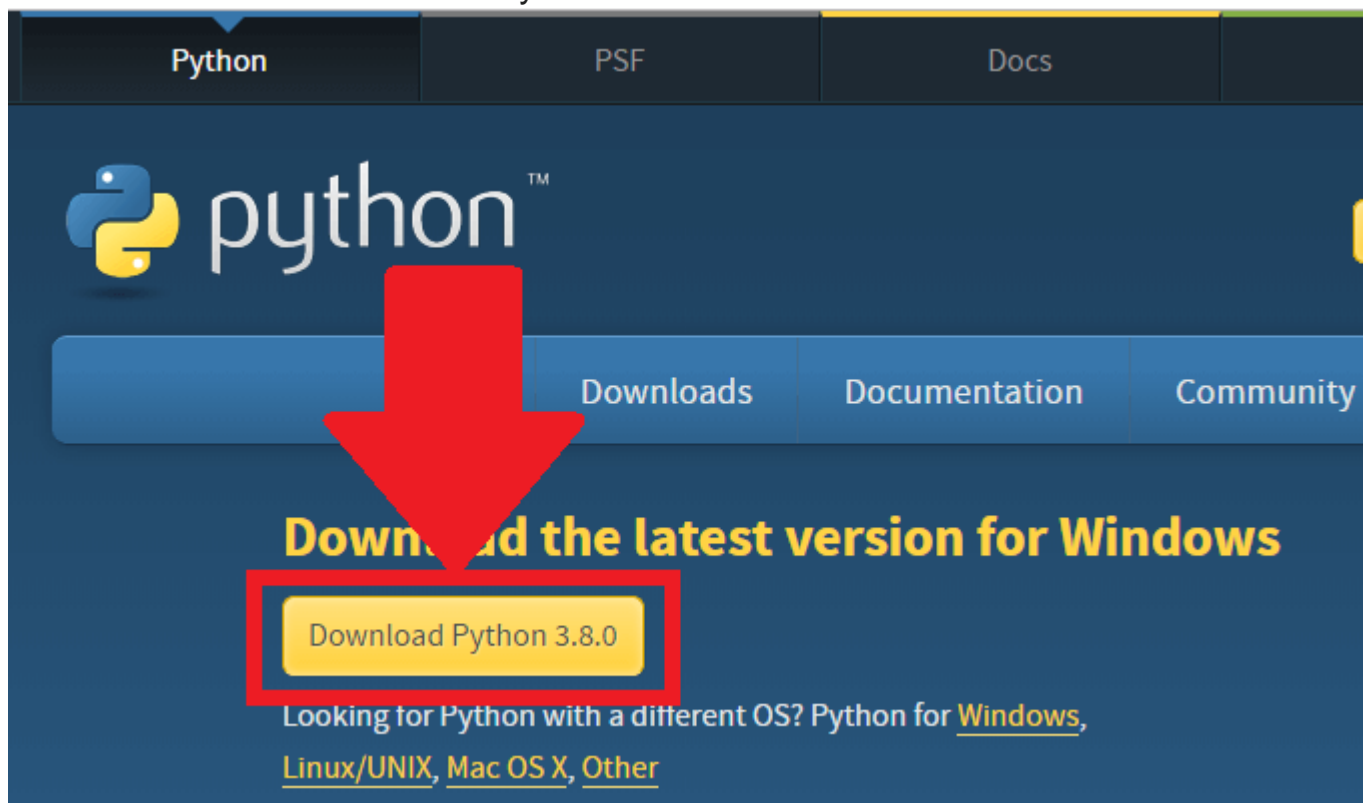 Python PSF Docs
python™
Downloads Documentation Community
the latest version for Windows
Download Python 3.8.0
Looking for Python with a different OS? Python for Windows,
Linux/UNIX, Mac OS X, Other